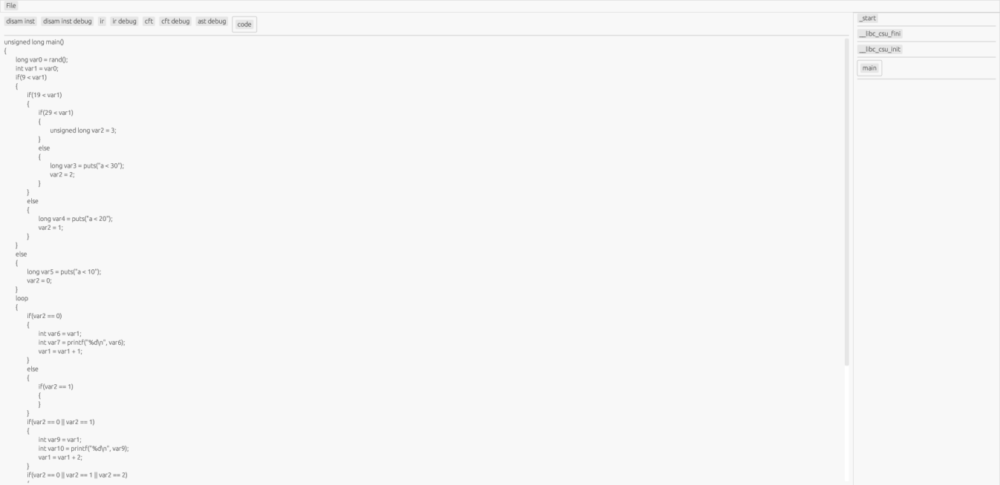 File
disam inst disam inst debug ir ir debug cft cft debug ast debug code
unsigned long main()
{
long var0 = rand();
int var1 = var0;
if(9 < var1)
{
if(19 < var1)
{
if(29 < var1)
{
unsigned long var2 = 3;
}
else
{
long var3 = puts("a < 30");
var2 = 2;
}
}
else
{
long var4 = puts("a < 20");
var2 = 1;
}
}
else
{
long var5 = puts("a < 10");
var2 = 0;
}
loop
{
if(var2 == 0)
{
int var6 = var1;
int var7 = printf("%d\n", var6);
var1 = var1 + 1;
}
else
{
if(var2 == 1)
{
}
}
if(var2 == 0 || var2 == 1)
{
int var9 = var1;
int var10 = printf("%d\n", var9);
var1 = var1 + 2;
}
if(var2 == 0 || var2 == 1 || var2 == 2)
{
_start
__libc_csu_fini
__libc_csu_init
main